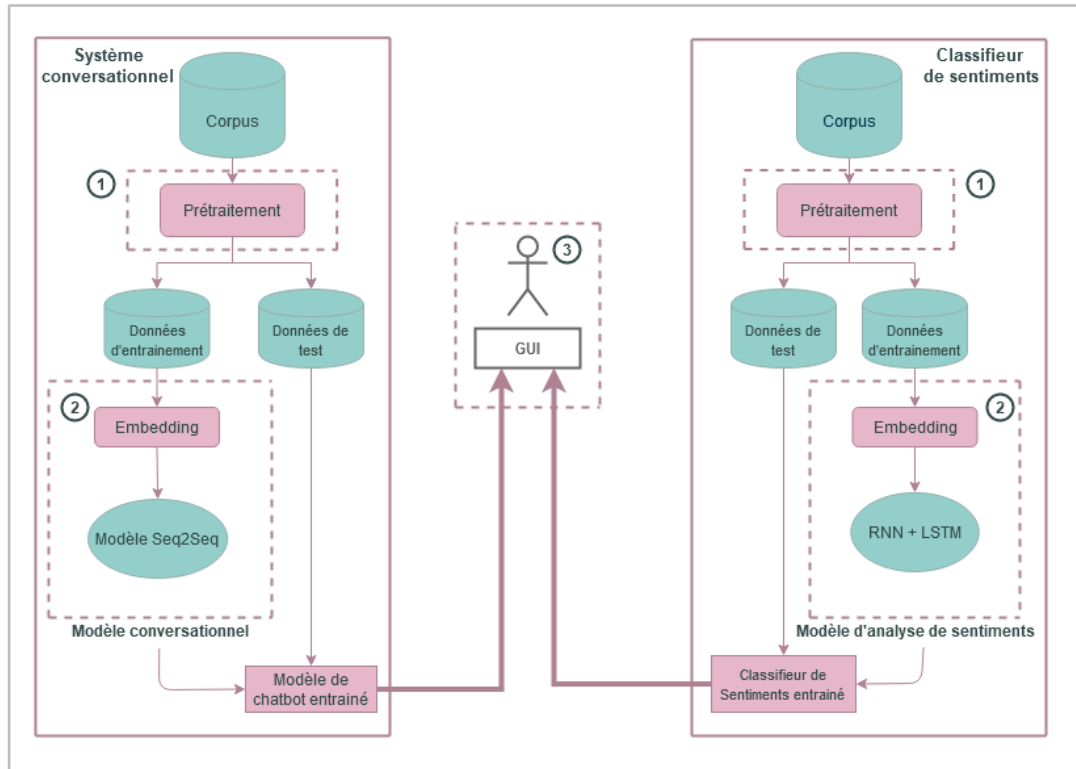 Système
conversationnel
Corpus
1
Prétraitement
Données
d'entrainement
Données de
test
2
Embedding
Modèle Seq2Seq
Modèle conversationnel
Modèle de
chatbot entrainé
3
GUI
Classifieur
de sentiments
Corpus
1
Prétraitement
Données de
test
Données
d'entrainement
2
Embedding
RNN + LSTM
Modèle d'analyse de sentiments
Classifieur de
Sentiments entrainé